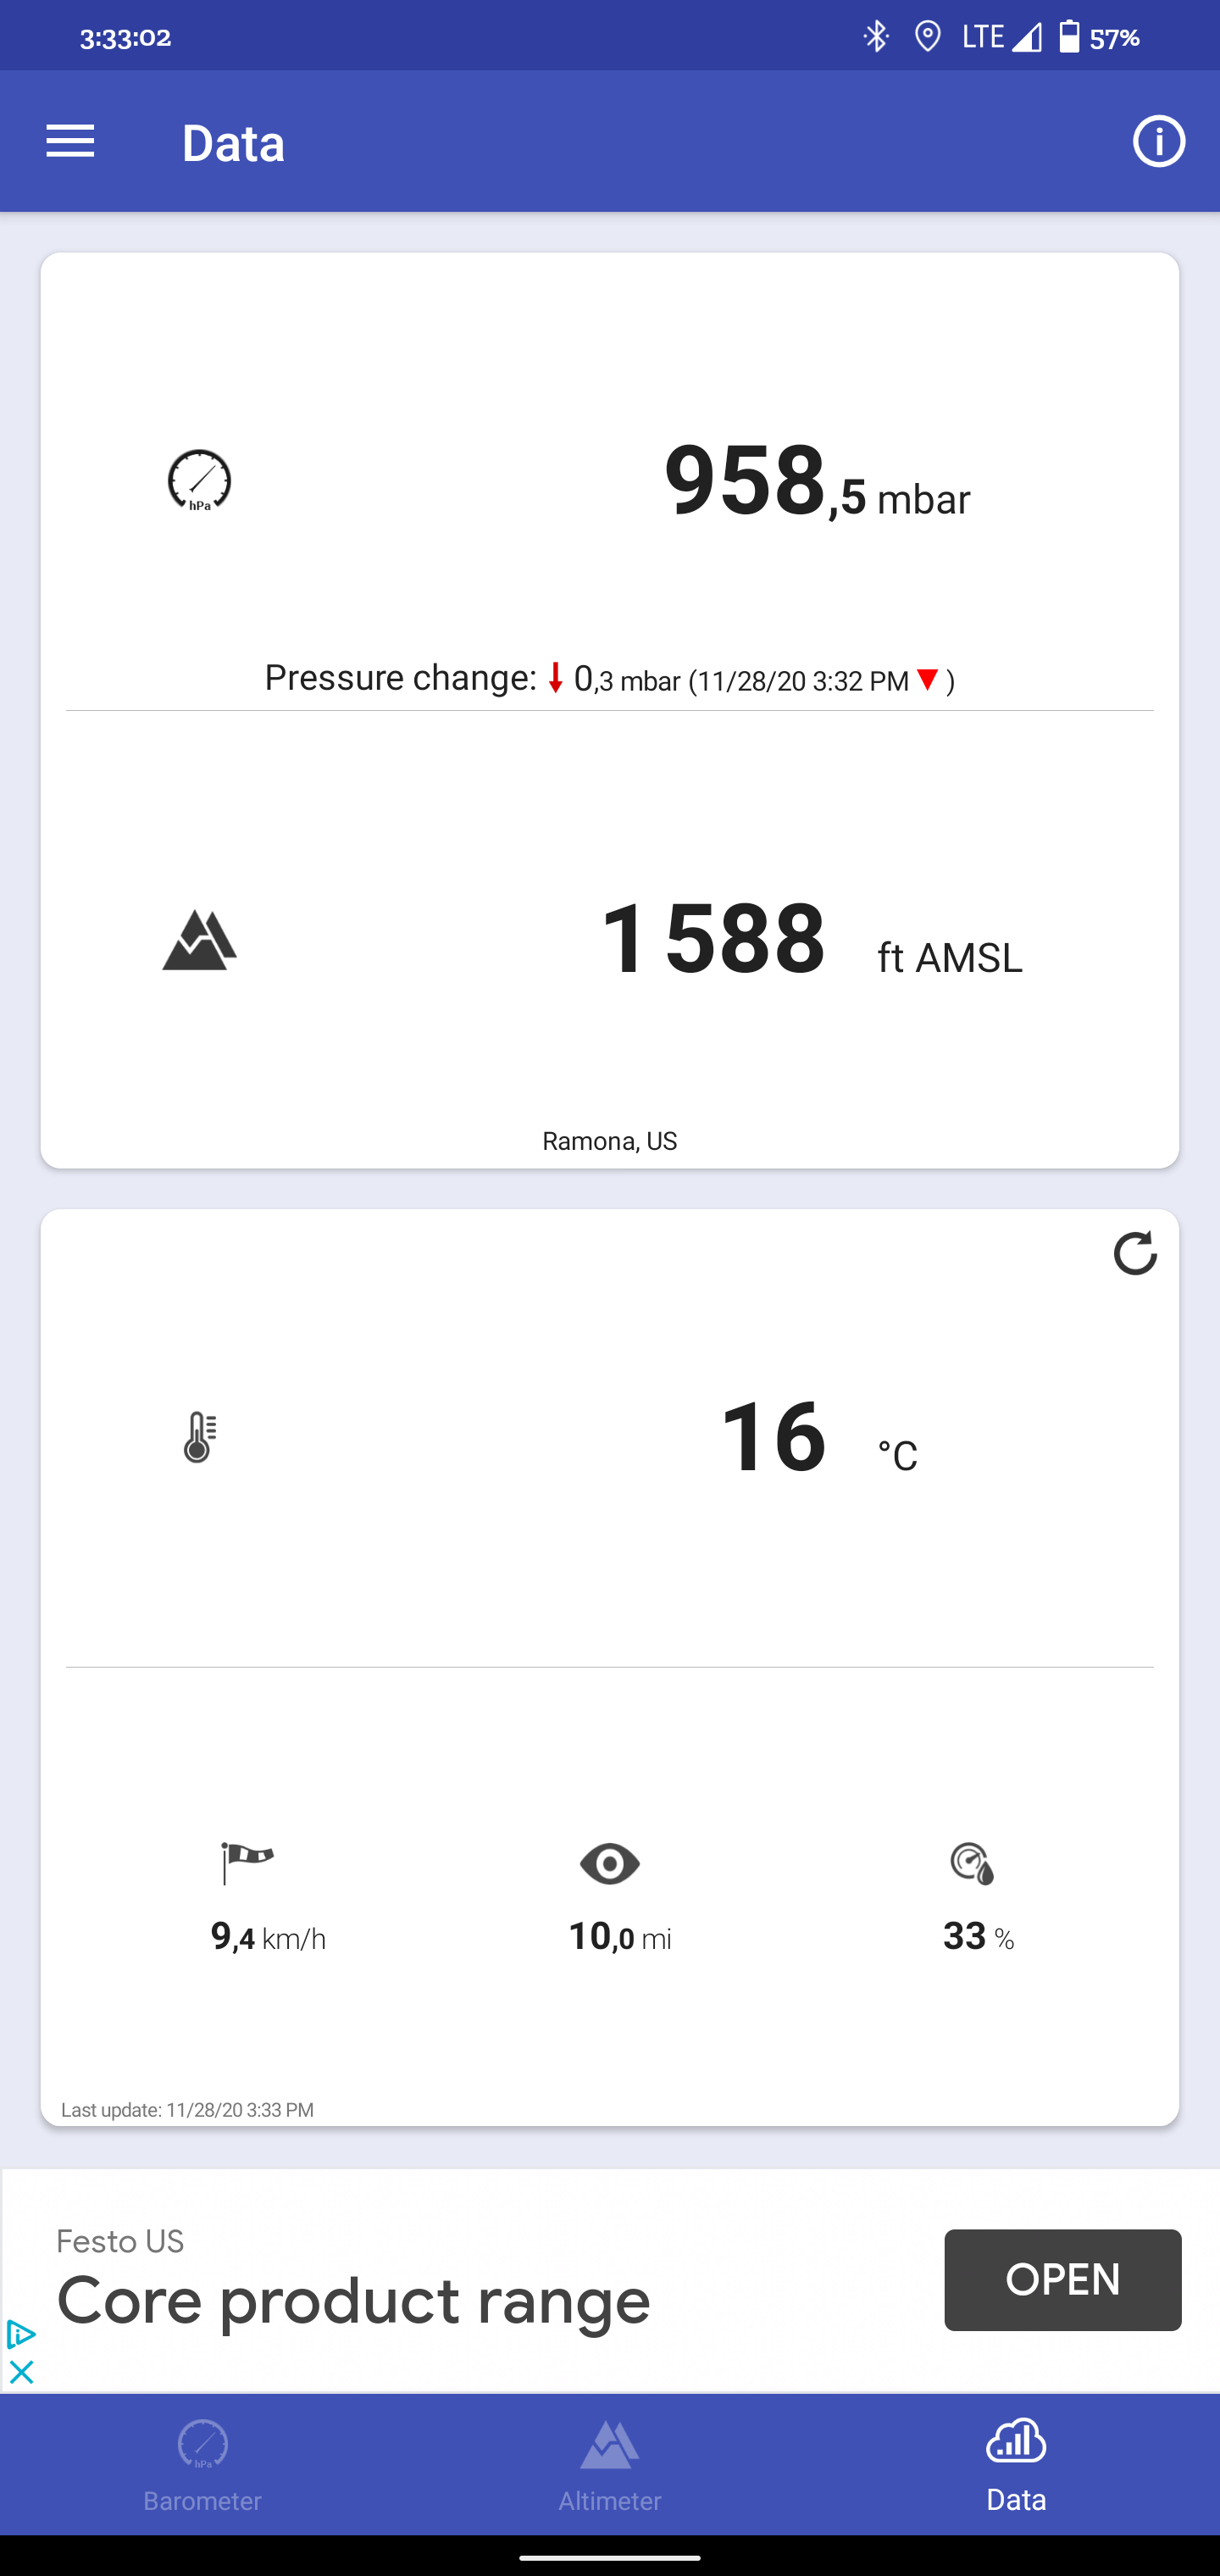 3:33:02 LTE 57%
Data
hPa 958,5 mbar
Pressure change: 0,3 mbar (11/28/20 3:32 PM )
1 588 ft AMSL
Ramona, US
16 °C
9,4 km/h 10,0 mi 33 %
Last update: 11/28/20 3:33 PM
Festo US
Core product range
OPEN
hPa
Barometer Altimeter Data